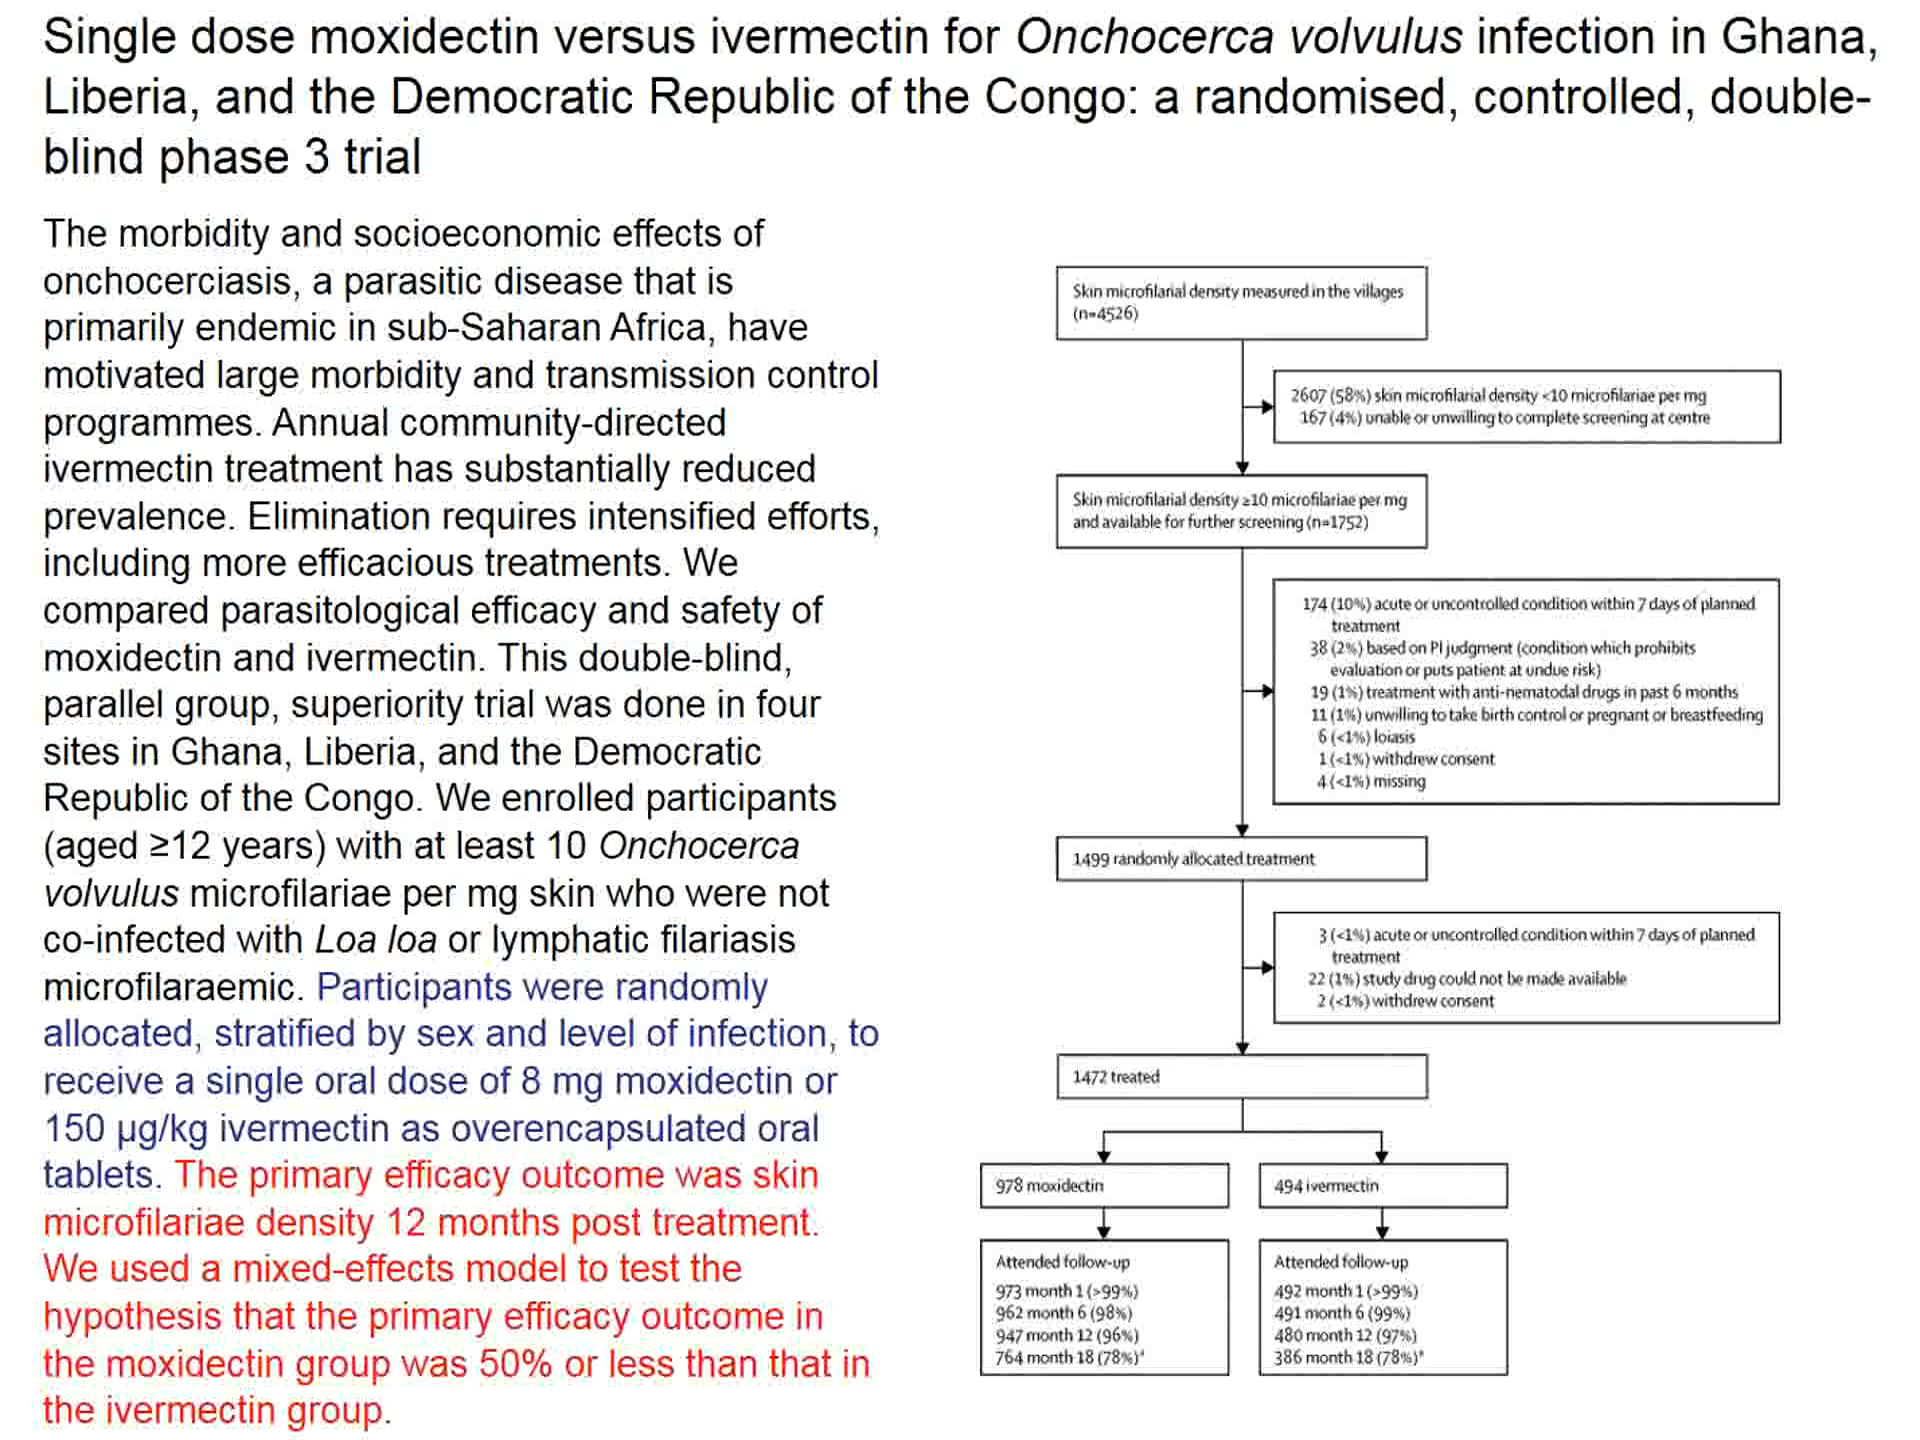 Single dose moxidectin versus ivermectin for Onchocerca volvulus infection in Ghana,
Liberia, and the Democratic Republic of the Congo: a randomised, controlled, double-
blind phase 3 trial
The morbidity and socioeconomic effects of
onchocerciasis, a parasitic disease that is
primarily endemic in sub-Saharan Africa, have
motivated large morbidity and transmission control
programmes. Annual community-directed
ivermectin treatment has substantially reduced
prevalence. Elimination requires intensified efforts,
including more efficacious treatments. We
compared parasitological efficacy and safety of
moxidectin and ivermectin. This double-blind,
parallel group, superiority trial was done in four
sites in Ghana, Liberia, and the Democratic
Republic of the Congo. We enrolled participants
(aged ≥12 years) with at least 10 Onchocerca
volvulus microfilariae per mg skin who were not
co-infected with Loa loa or lymphatic filariasis
microfilaraemic. Participants were randomly
allocated, stratified by sex and level of infection, to
receive a single oral dose of 8 mg moxidectin or
150 μg/kg ivermectin as overencapsulated oral
tablets. The primary efficacy outcome was skin
microfilariae density 12 months post treatment.
We used a mixed-effects model to test the
hypothesis that the primary efficacy outcome in
the moxidectin group was 50% or less than that in
the ivermectin group.
Skin microfilarial density measured in the villages
(n=4526)
2607 (58%) skin microfilarial density <10 microfilariae per mg
167 (4%) unable or unwilling to complete screening at centre
Skin microfilarial density ≥10 microfilariae per mg
and available for further screening (n=1752)
174 (10%) acute or uncontrolled condition within 7 days of planned
treatment
38 (2%) based on PI judgment (condition which prohibits
evaluation or puts patient at undue risk)
19 (1%) treatment with anti-nematodal drugs in past 6 months
11 (1%) unwilling to take birth control or pregnant or breastfeeding
6 (<1%) loiasis
1 (<1%) withdrew consent
4 (<1%) missing
1499 randomly allocated treatment
3 (<1%) acute or uncontrolled condition within 7 days of planned
treatment
22 (1%) study drug could not be made available
2 (<1%) withdrew consent
1472 treated
978 moxidectin
494 ivermectin
Attended follow-up
973 month 1 (>99%)
962 month 6 (98%)
947 month 12 (96%)
764 month 18 (78%)*
Attended follow-up
492 month 1 (>99%)
491 month 6 (99%)
480 month 12 (97%)
386 month 18 (78%)*